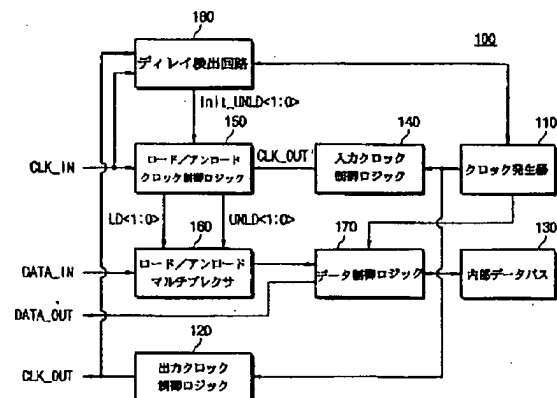 180
100
ディレイ検出回路
Init_UNLD<1:0>
150
140
110
CLK_IN
ロード/アンロード
クロック制御ロジック
CLK_OUT
入力クロック
制御ロジック
クロック発生部
LD<1:0>
UNLD<1:0>
160
170
130
DATA_IN
ロード/アンロード
マルチプレクサ
データ制御ロジック
内部データパス
DATA_OUT
120
CLK_OUT
出力クロック
制御ロジック